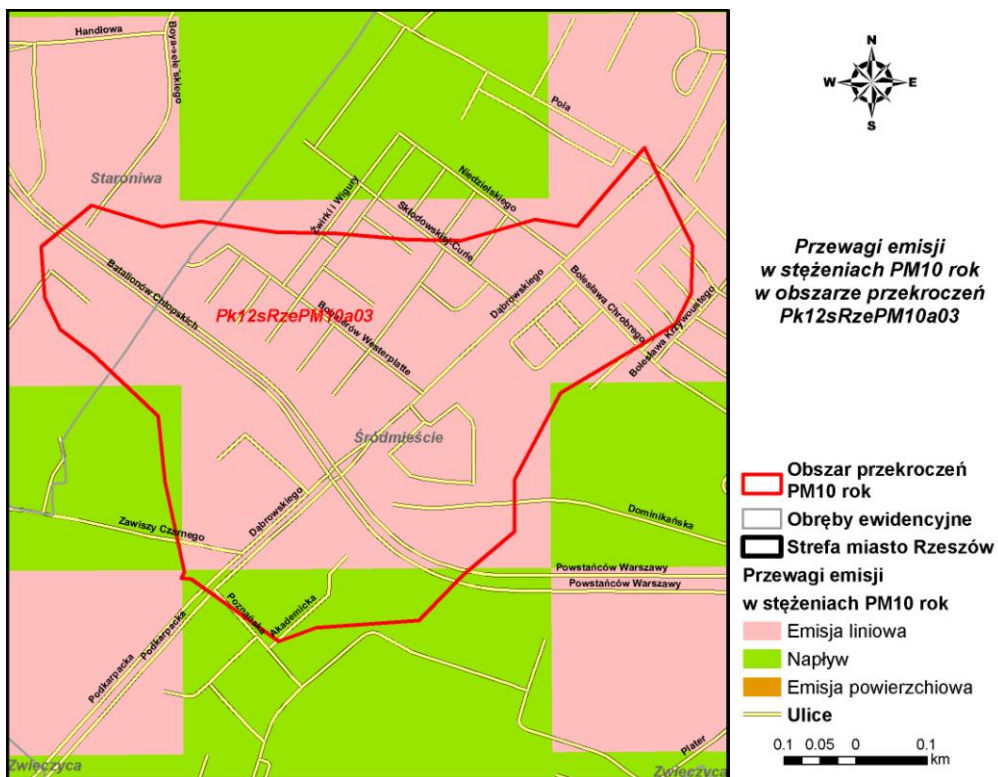 Handlowa
Boya-Żeleńskiego
Pola
Staroniwa
Żwirki i Wigury
Niedzielskiego
Skłodowskiej-Curie
Batalionów Chłopskich
Pk12sRzePM10a03
Bohaterów Westerplatte
Dąbrowskiego
Bolesława Chrobrego
Bolesława Krzywoustego
Śródmieście
Dąbrowskiego
Zawiszy Czarnego
Dominikańska
Powstańców Warszawy
Powstańców Warszawy
Poznańska
Akademicka
Podkarpacka
Podkarpacka
Plater
Zwięczyca
Zwięczyca
N
W
E
S
Przewagi emisji
w stężeniach PM10 rok
w obszarze przekroczeń
Pk12sRzePM10a03
Obszar przekroczeń
PM10 rok
Obręby ewidencyjne
Strefa miasto Rzeszów
Przewagi emisji
w stężeniach PM10 rok
Emisja liniowa
Napływ
Emisja powierzchiowa
Ulice
0.1 0.05 0 0.1
km